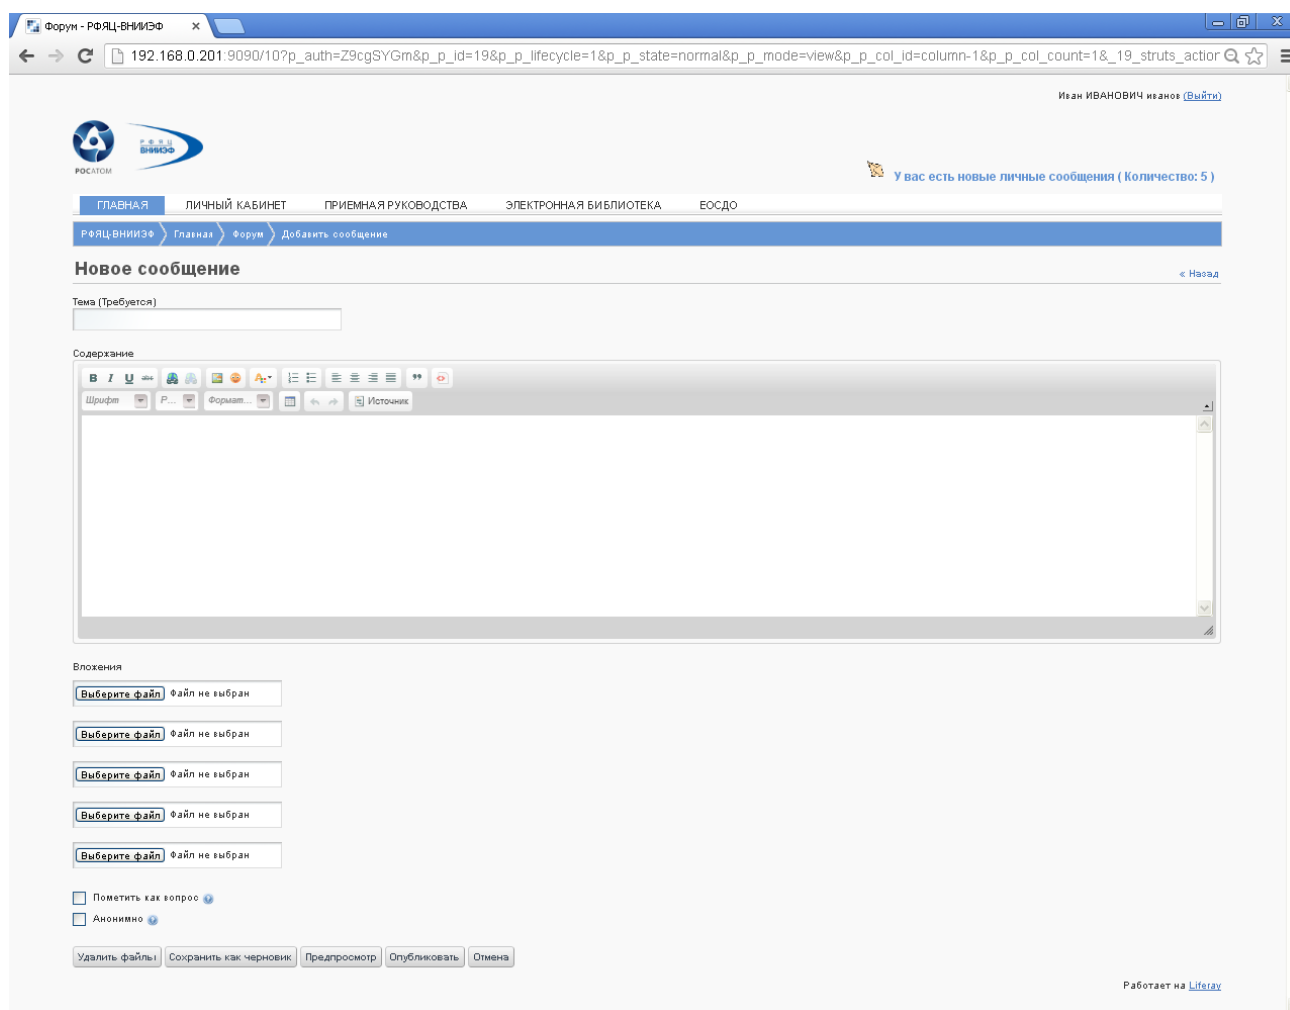 Форум - РФЯЦ-ВНИИЭФ
192.168.0.201:9090/10?p_auth=Z9cgSYGm&p_p_id=19&p_p_lifecycle=1&p_p_state=normal&p_p_mode=view&p_p_col_id=column-1&p_p_col_count=1&_19_struts_action
Иван ИВАНОВИЧ иванов (Выйти)
РФЯЦ
ВНИИЭФ
РОСАТОМ
У вас есть новые личные сообщения ( Количество: 5 )
ГЛАВНАЯ ЛИЧНЫЙ КАБИНЕТ ПРИЕМНАЯ РУКОВОДСТВА ЭЛЕКТРОННАЯ БИБЛИОТЕКА ЕОСДО
РФЯЦ-ВНИИЭФ Главная Форум Добавить сообщение
Новое сообщение
« Назад
Тема (Требуется)
Содержание
B I U abc
Шрифт Р... Формат... Источник
Вложения
Выберите файл Файл не выбран
Выберите файл Файл не выбран
Выберите файл Файл не выбран
Выберите файл Файл не выбран
Выберите файл Файл не выбран
Пометить как вопрос
Анонимно
Удалить файлы Сохранить как черновик Предпросмотр Опубликовать Отмена
Работает на Liferay